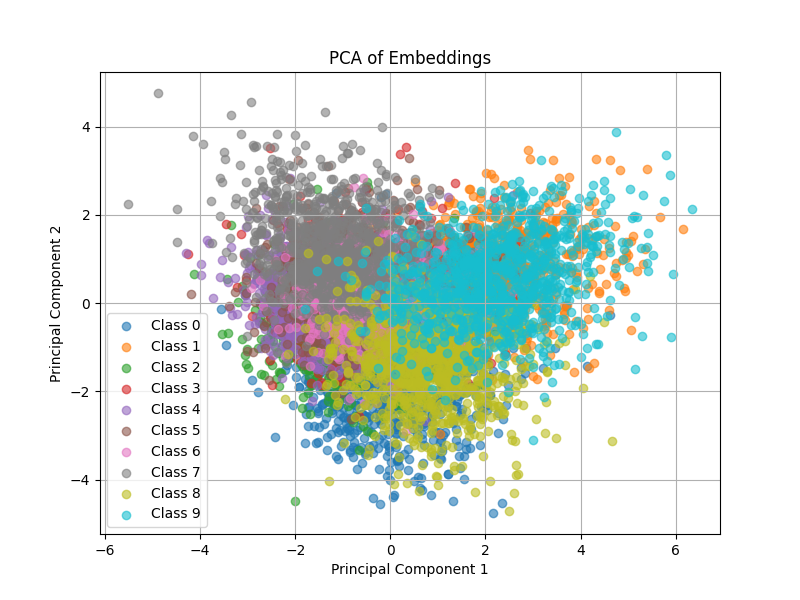 PCA of Embeddings
Principal Component 2
4
2
0
−2
−4
Class 0
Class 1
Class 2
Class 3
Class 4
Class 5
Class 6
Class 7
Class 8
Class 9
−6 −4 −2 0 2 4 6
Principal Component 1